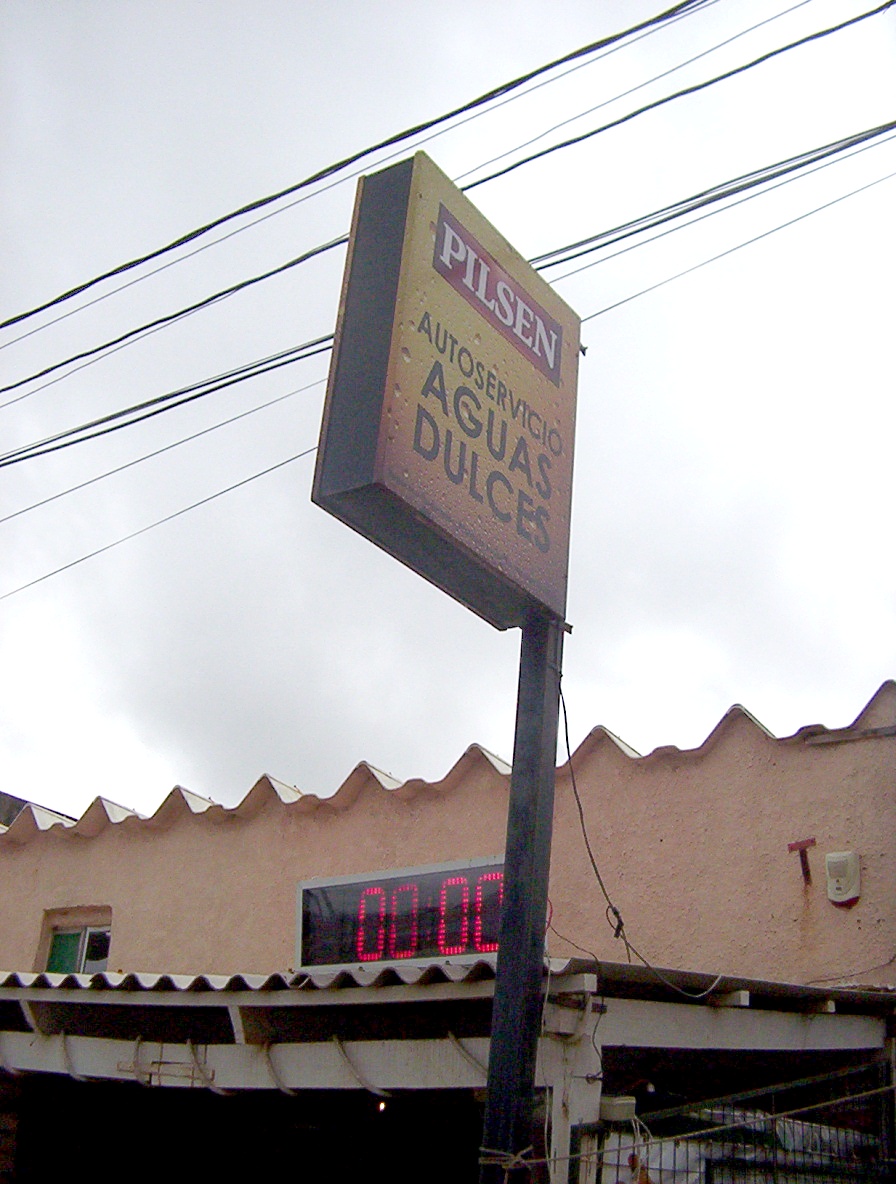 PILSEN
AUTOSERVICIO
AGUAS
DULCES
00:00